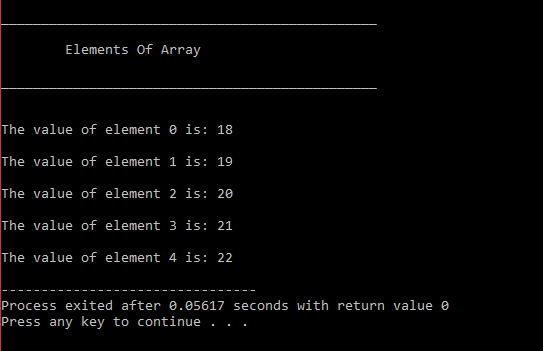 _______________________________________________
Elements Of Array
_______________________________________________
The value of element 0 is: 18
The value of element 1 is: 19
The value of element 2 is: 20
The value of element 3 is: 21
The value of element 4 is: 22
--------------------------------
Process exited after 0.05617 seconds with return value 0
Press any key to continue . . .